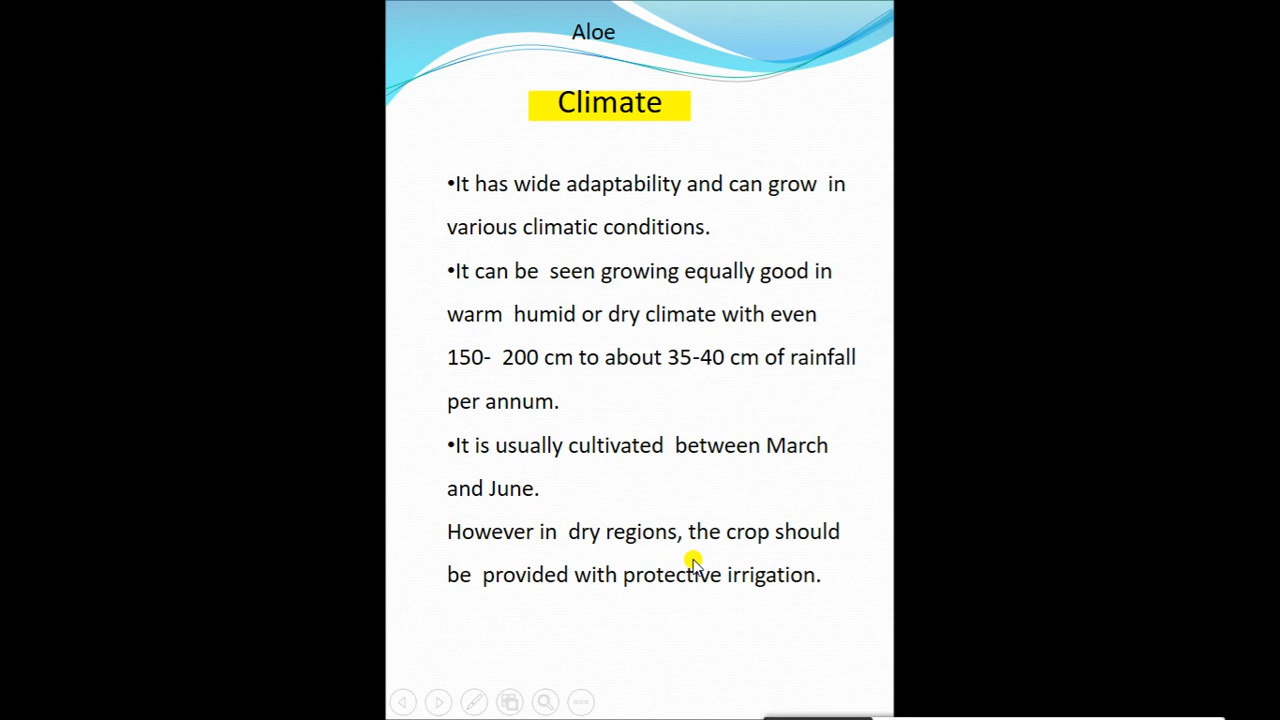 Aloe
Climate
•It has wide adaptability and can grow in
various climatic conditions.
•It can be seen growing equally good in
warm humid or dry climate with even
150- 200 cm to about 35-40 cm of rainfall
per annum.
•It is usually cultivated between March
and June.
However in dry regions, the crop should
be provided with protective irrigation.